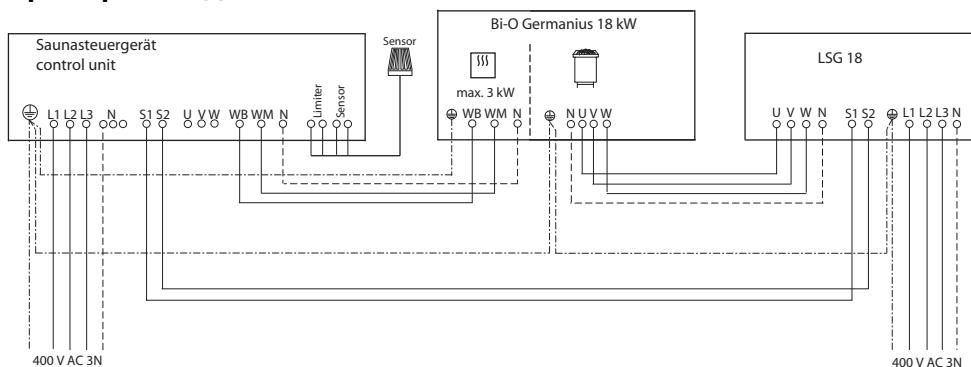 Saunasteuergerät
control unit
L1 L2 L3 N S1 S2 U V W WB WM N Limiter Sensor
Sensor
Bi-O Germanius 18 kW
max. 3 kW
WB WM N N U V W
LSG 18
U V W N S1 S2 L1 L2 L3 N
400 V AC 3N
400 V AC 3N